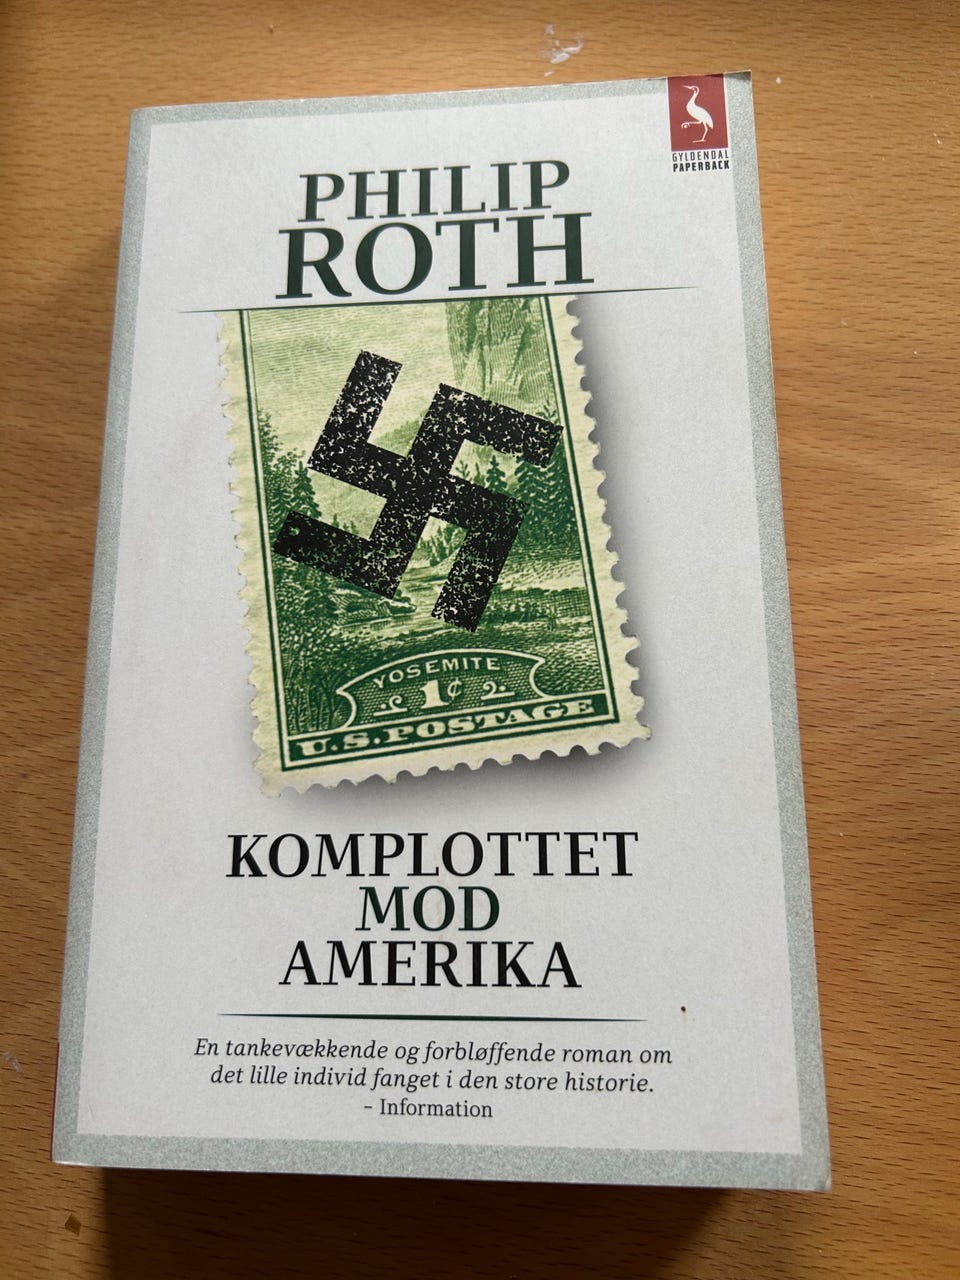 GYLDENDAL
PAPERBACK
PHILIP
ROTH
YOSEMITE
1¢
U.S.POSTAGE
KOMPLOTTET
MOD
AMERIKA
En tankevækkende og forbløffende roman om
det lille individ fanget i den store historie.
– Information